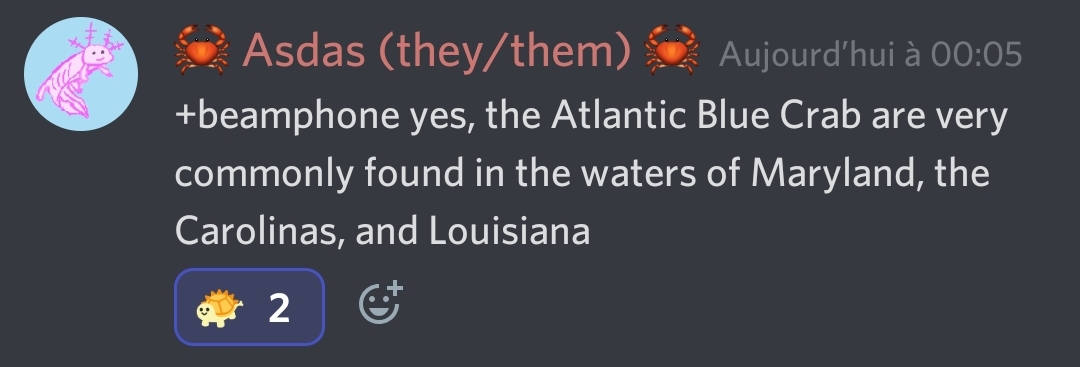 🦀 Asdas (they/them) 🦀 Aujourd'hui à 00:05
+beamphone yes, the Atlantic Blue Crab are very
commonly found in the waters of Maryland, the
Carolinas, and Louisiana
2